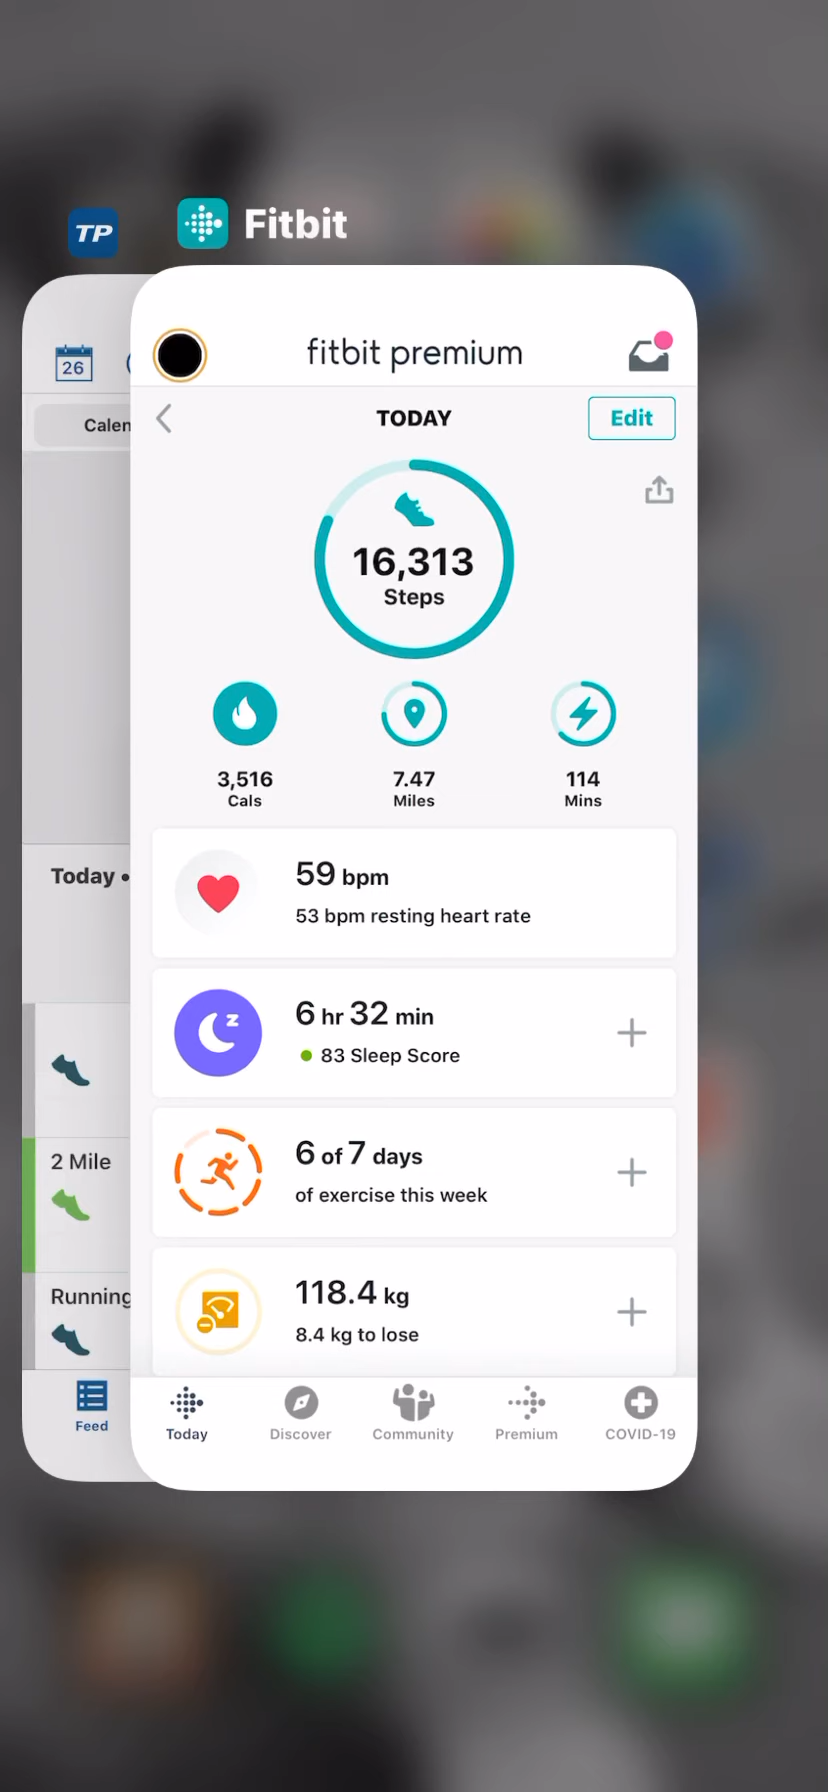 TP
Fitbit
26
Calen
Today •
2 Mile
Running
Feed
fitbit premium
TODAY
Edit
16,313
Steps
3,516
Cals
7.47
Miles
114
Mins
59 bpm
53 bpm resting heart rate
6 hr 32 min
83 Sleep Score
6 of 7 days
of exercise this week
118.4 kg
8.4 kg to lose
Today
Discover
Community
Premium
COVID-19